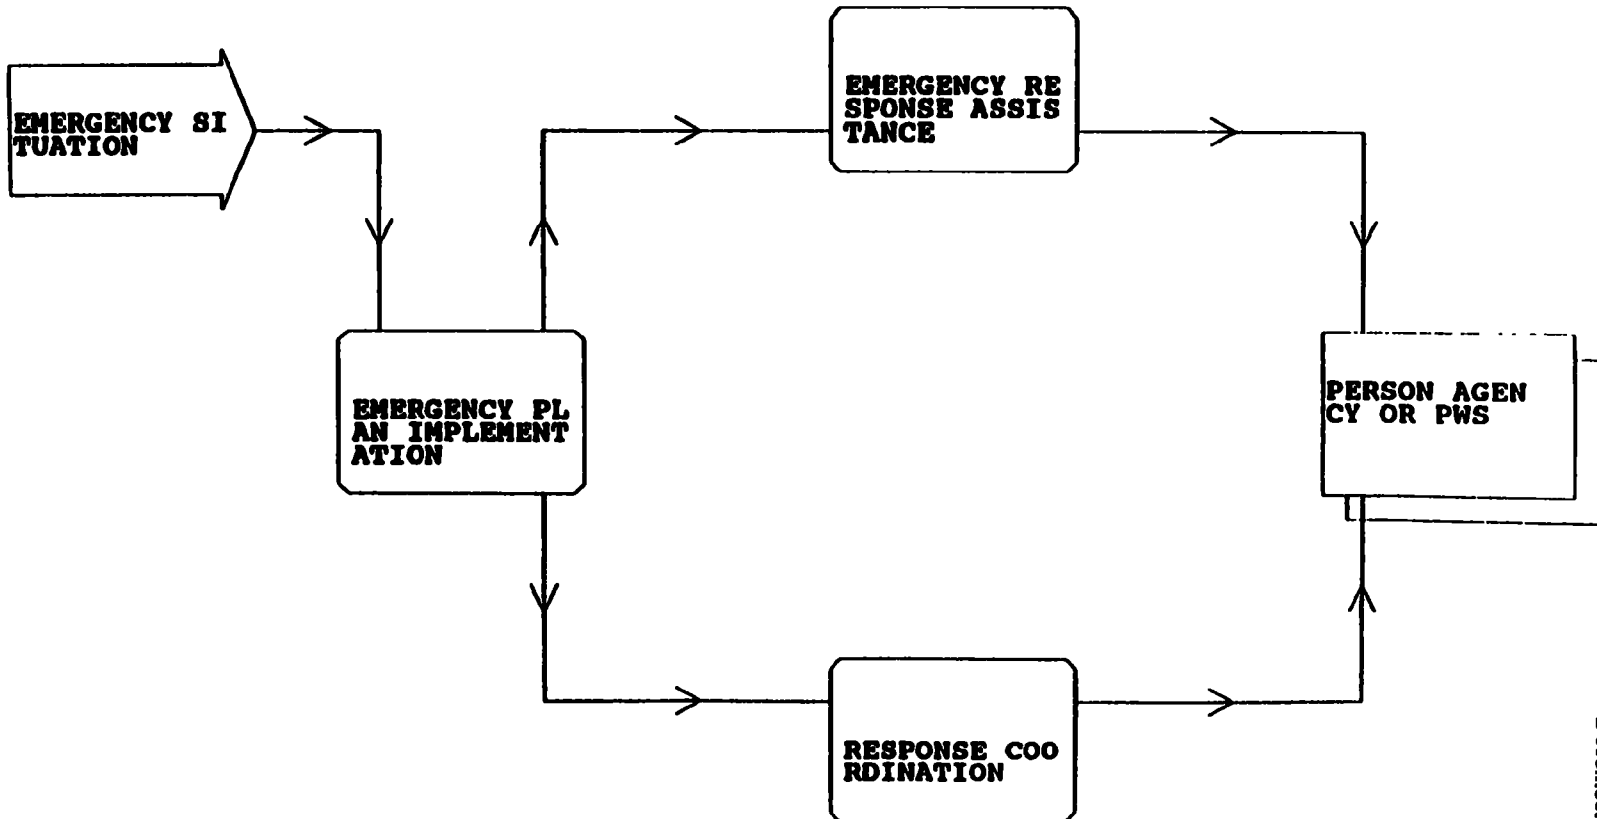 EMERGENCY RE
SPONSE ASSIS
TANCE
EMERGENCY SI
TUATION
PERSON AGEN
CY OR PWS
EMERGENCY PL
AN IMPLEMENT
ATION
RESPONSE COO
RDINATION